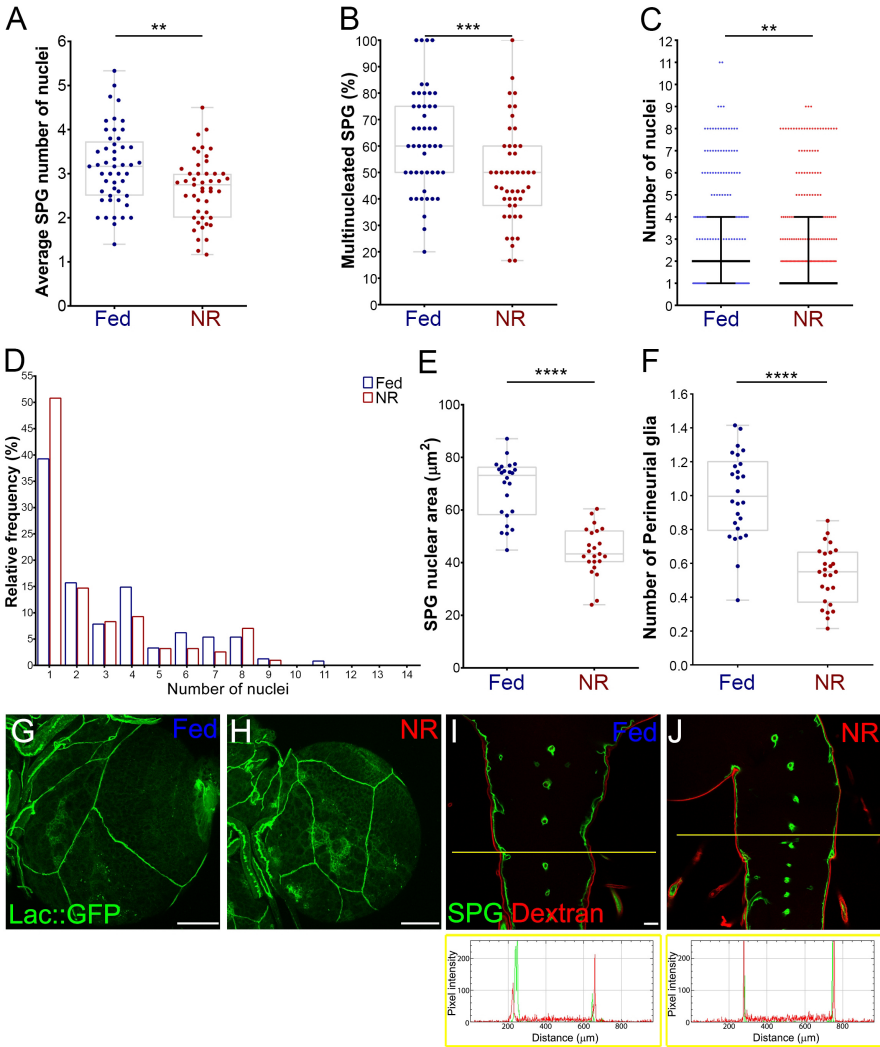 A
**
Average SPG number of nuclei
6
5
4
3
2
1
0
Fed NR
B
***
Multinucleated SPG (%)
100
90
80
70
60
50
40
30
20
10
0
Fed NR
C
**
Number of nuclei
12
11
10
9
8
7
6
5
4
3
2
1
0
Fed NR
D
Relative frequency (%)
55
50
45
40
35
30
25
20
15
10
5
0
1 2 3 4 5 6 7 8 9 10 11 12 13 14
Number of nuclei
Fed
NR
E
****
SPG nuclear area (μm²)
100
80
60
40
20
0
Fed NR
F
****
Number of Perineurial glia
1.6
1.4
1.2
1.0
0.8
0.6
0.4
0.2
0.0
Fed NR
G Fed
Lac::GFP
H NR
I Fed
SPG Dextran
J NR
Pixel intensity
200
100
0
200 400 600 800
Distance (μm)
Pixel intensity
200
100
0
200 400 600 800
Distance (μm)